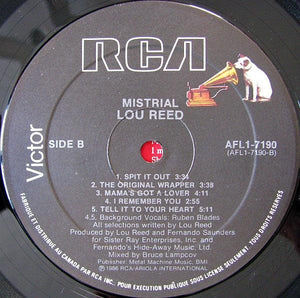 RCA
Victor
MISTRIAL
LOU REED
SIDE B
AFL1-7190
(AFL1-7190-B)
1. SPIT IT OUT 3:34
2. THE ORIGINAL WRAPPER 3:38
3. MAMA'S GOT A LOVER 4:11
4. I REMEMBER YOU 2:55
5. TELL IT TO YOUR HEART 5:11
4.5. Background Vocals: Ruben Blades
All selections written by Lou Reed
Produced by Lou Reed and Fernando Saunders
for Sister Ray Enterprises, Inc. and
Fernando's Hide-Away Music, Ltd.
Mixed by Bruce Lampcov
Publisher: Metal Machine Music, BMI
© 1986 RCA/ARIOLA INTERNATIONAL
FABRIQUÉ ET DISTRIBUÉ AU CANADA PAR RCA INC. POUR EXPOSITION PUBLIQUE SOUS LICENSE SEULEMENT. TOUS DROITS RÉSERVÉS.